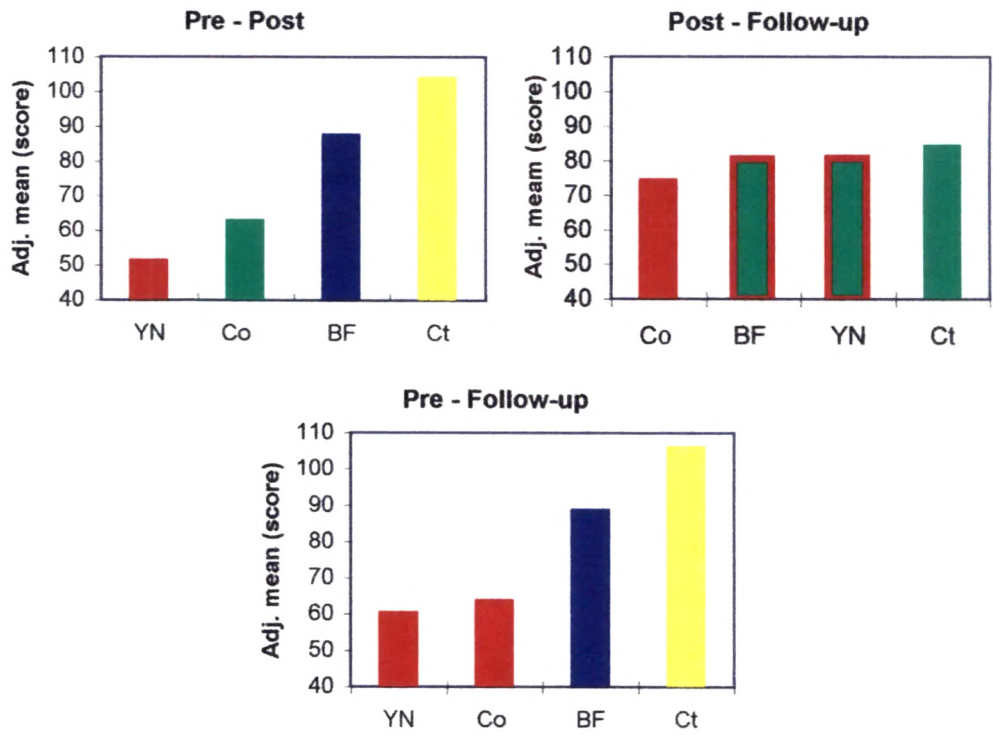 Pre - Post
Adj. mean (score)
110
100
90
80
70
60
50
40
YN Co BF Ct
Post - Follow-up
Adj. meam (score)
110
100
90
80
70
60
50
40
Co BF YN Ct
Pre - Follow-up
Adj. mean (score)
110
100
90
80
70
60
50
40
YN Co BF Ct